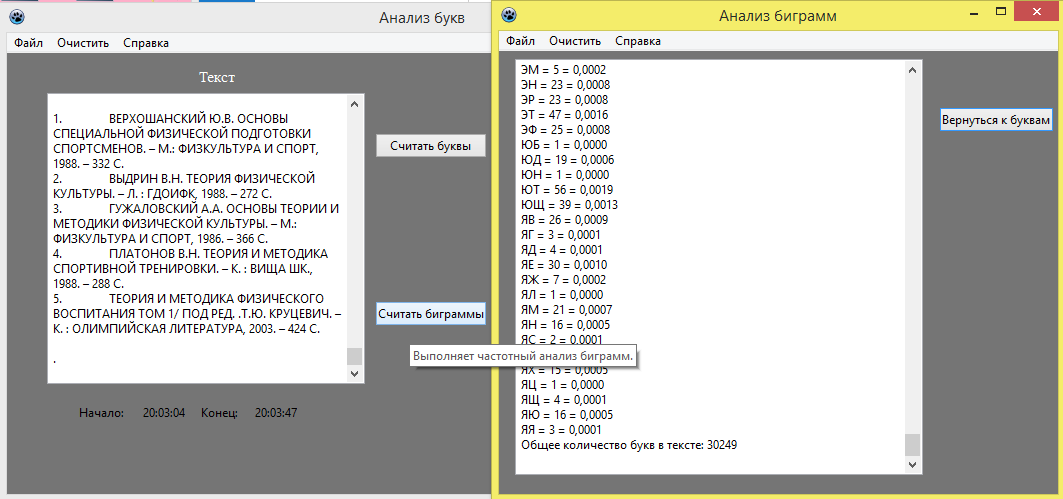 Анализ букв
Файл Очистить Справка
Текст
1. ВЕРХОШАНСКИЙ Ю.В. ОСНОВЫ
СПЕЦИАЛЬНОЙ ФИЗИЧЕСКОЙ ПОДГОТОВКИ
СПОРТСМЕНОВ. – М.: ФИЗКУЛЬТУРА И СПОРТ,
1988. – 332 С.
2. ВЫДРИН В.Н. ТЕОРИЯ ФИЗИЧЕСКОЙ
КУЛЬТУРЫ. – Л. : ГДОИФК, 1988. – 272 С.
3. ГУЖАЛОВСКИЙ А.А. ОСНОВЫ ТЕОРИИ И
МЕТОДИКИ ФИЗИЧЕСКОЙ КУЛЬТУРЫ. – М.:
ФИЗКУЛЬТУРА И СПОРТ, 1986. – 366 С.
4. ПЛАТОНОВ В.Н. ТЕОРИЯ И МЕТОДИКА
СПОРТИВНОЙ ТРЕНИРОВКИ. – К. : ВИЩА ШК.,
1988. – 288 С.
5. ТЕОРИЯ И МЕТОДИКА ФИЗИЧЕСКОГО
ВОСПИТАНИЯ ТОМ 1/ ПОД РЕД. .Т.Ю. КРУЦЕВИЧ. –
К. : ОЛИМПИЙСКАЯ ЛИТЕРАТУРА, 2003. – 424 С.
.
Считать буквы
Считать биграммы
Выполняет частотный анализ биграмм.
Начало: 20:03:04 Конец: 20:03:47
Анализ биграмм
Файл Очистить Справка
ЭМ = 5 = 0,0002
ЭН = 23 = 0,0008
ЭР = 23 = 0,0008
ЭТ = 47 = 0,0016
ЭФ = 25 = 0,0008
ЮБ = 1 = 0,0000
ЮД = 19 = 0,0006
ЮН = 1 = 0,0000
ЮТ = 56 = 0,0019
ЮЩ = 39 = 0,0013
ЯВ = 26 = 0,0009
ЯГ = 3 = 0,0001
ЯД = 4 = 0,0001
ЯЕ = 30 = 0,0010
ЯЖ = 7 = 0,0002
ЯЛ = 1 = 0,0000
ЯМ = 21 = 0,0007
ЯН = 16 = 0,0005
ЯС = 2 = 0,0001
ЯХ = 15 = 0,0005
ЯЦ = 1 = 0,0000
ЯЩ = 4 = 0,0001
ЯЮ = 16 = 0,0005
ЯЯ = 3 = 0,0001
Общее количество букв в тексте: 30249
Вернуться к буквам